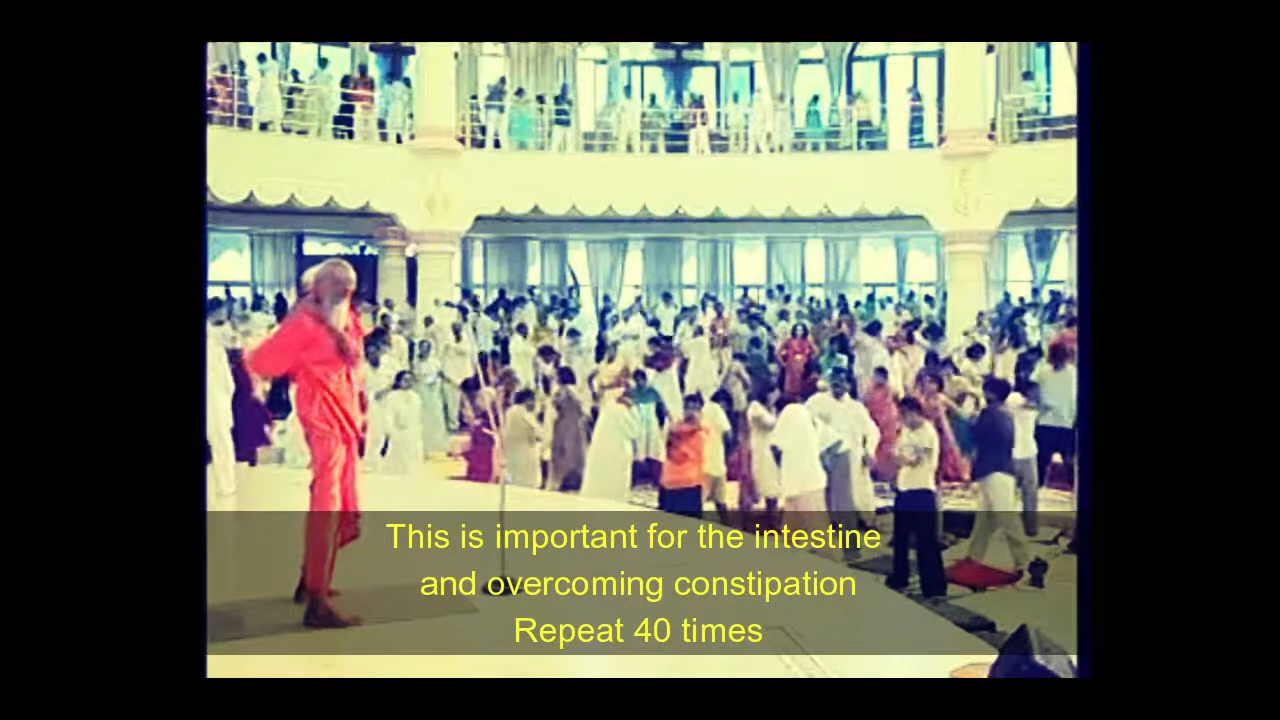 This is important for the intestine
and overcoming constipation
Repeat 40 times